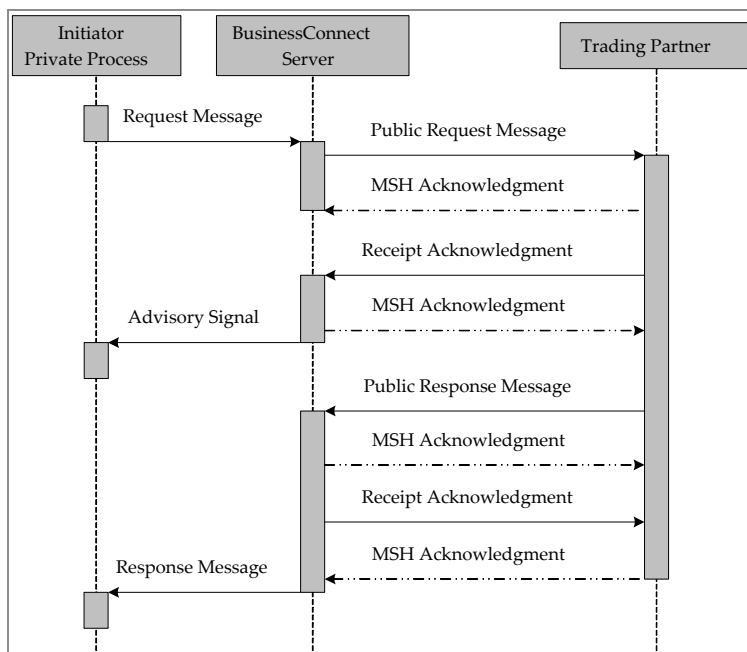 Initiator
Private Process
BusinessConnect
Server
Trading Partner
Request Message
Public Request Message
MSH Acknowledgment
Receipt Acknowledgment
Advisory Signal
MSH Acknowledgment
Public Response Message
MSH Acknowledgment
Receipt Acknowledgment
Response Message
MSH Acknowledgment